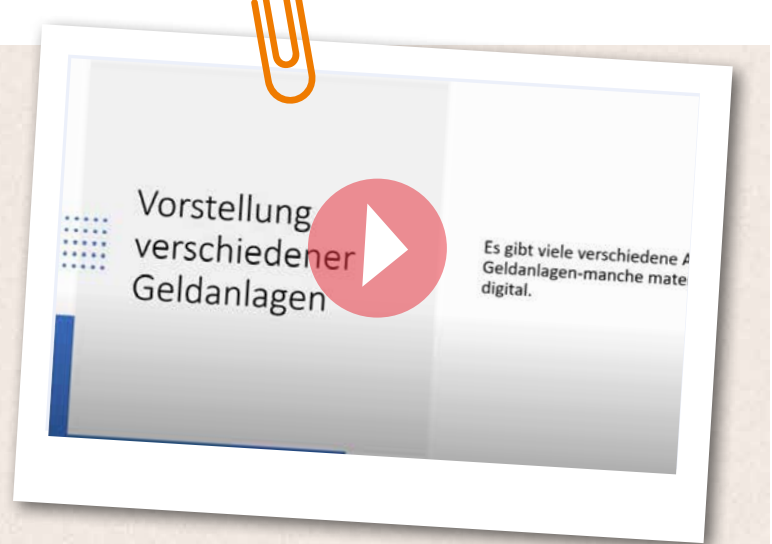 Vorstellung
verschiedener
Geldanlagen
Es gibt viele verschiedene
Geldanlagen-manche
digital.